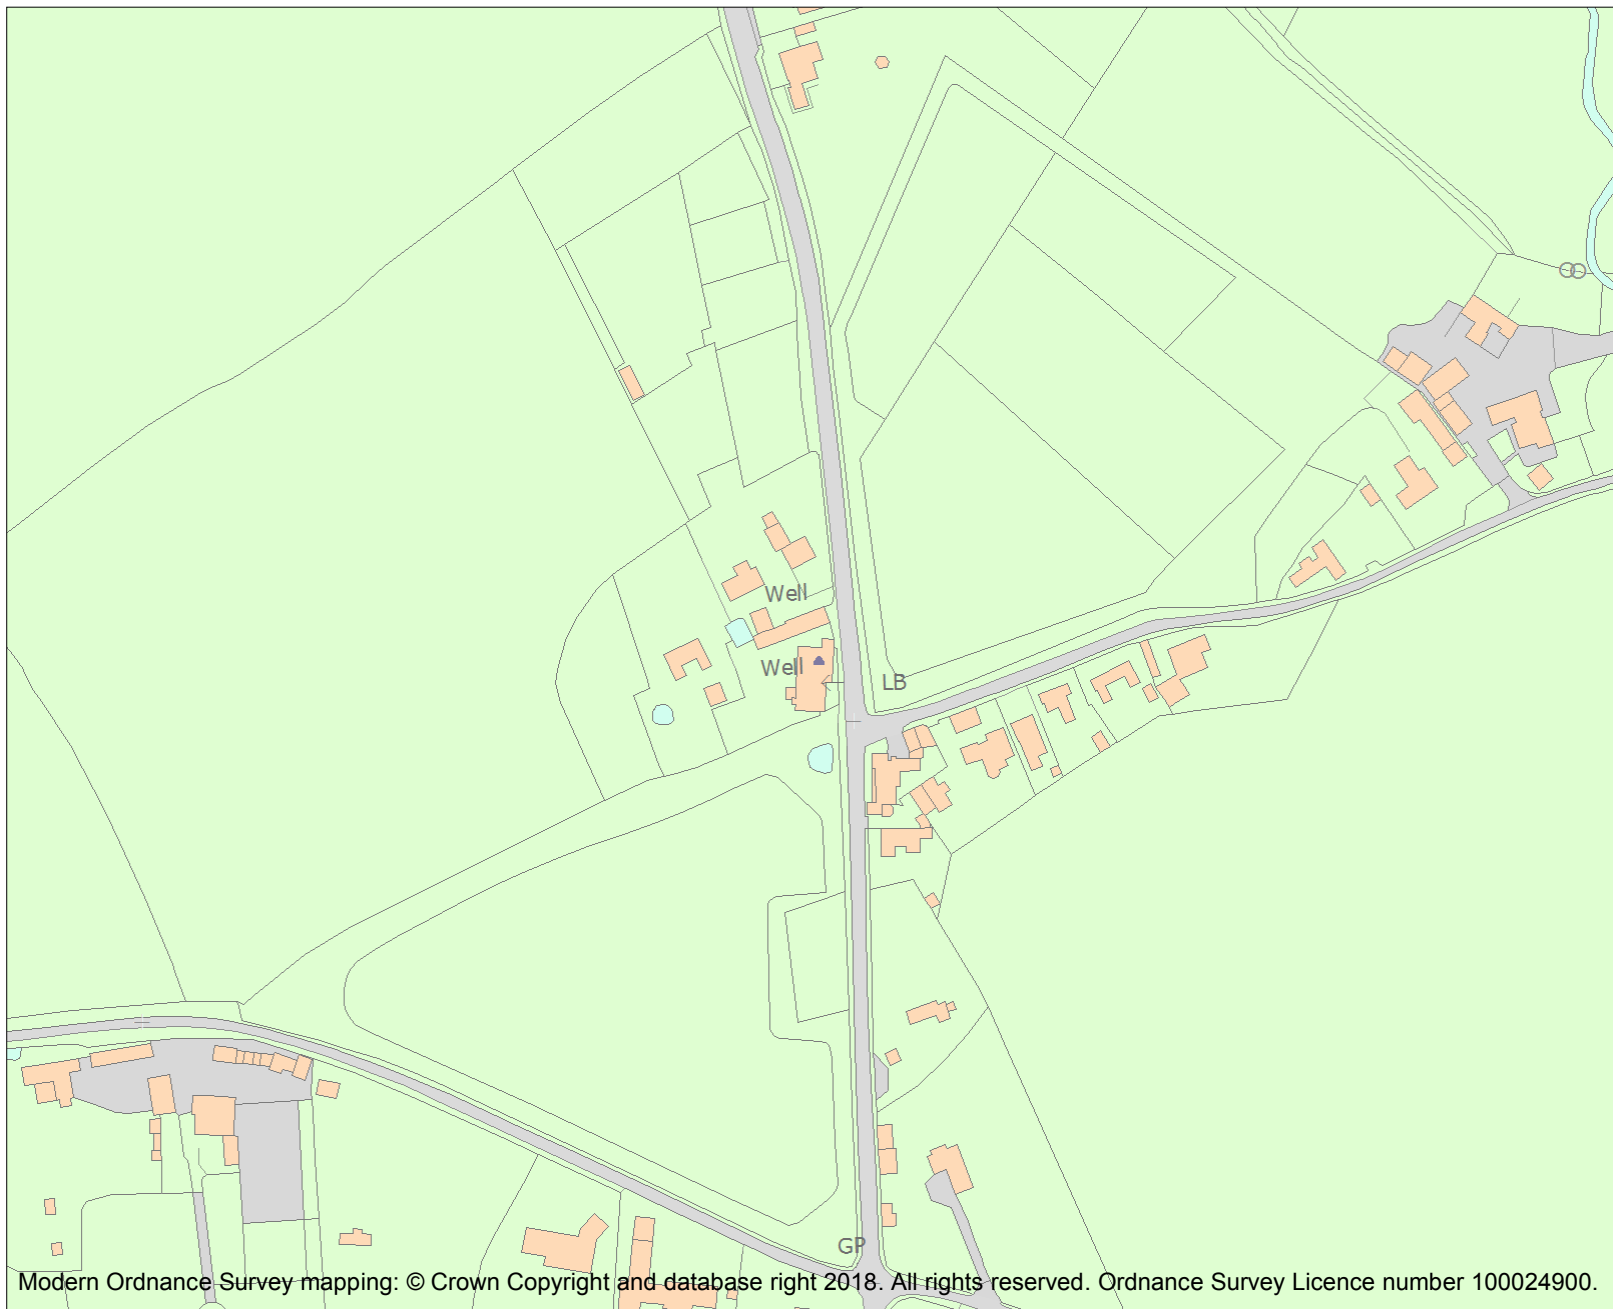 Well
Well
LB
GP
Modern Ordnance Survey mapping: © Crown Copyright and database right 2018. All rights reserved. Ordnance Survey Licence number 100024900.